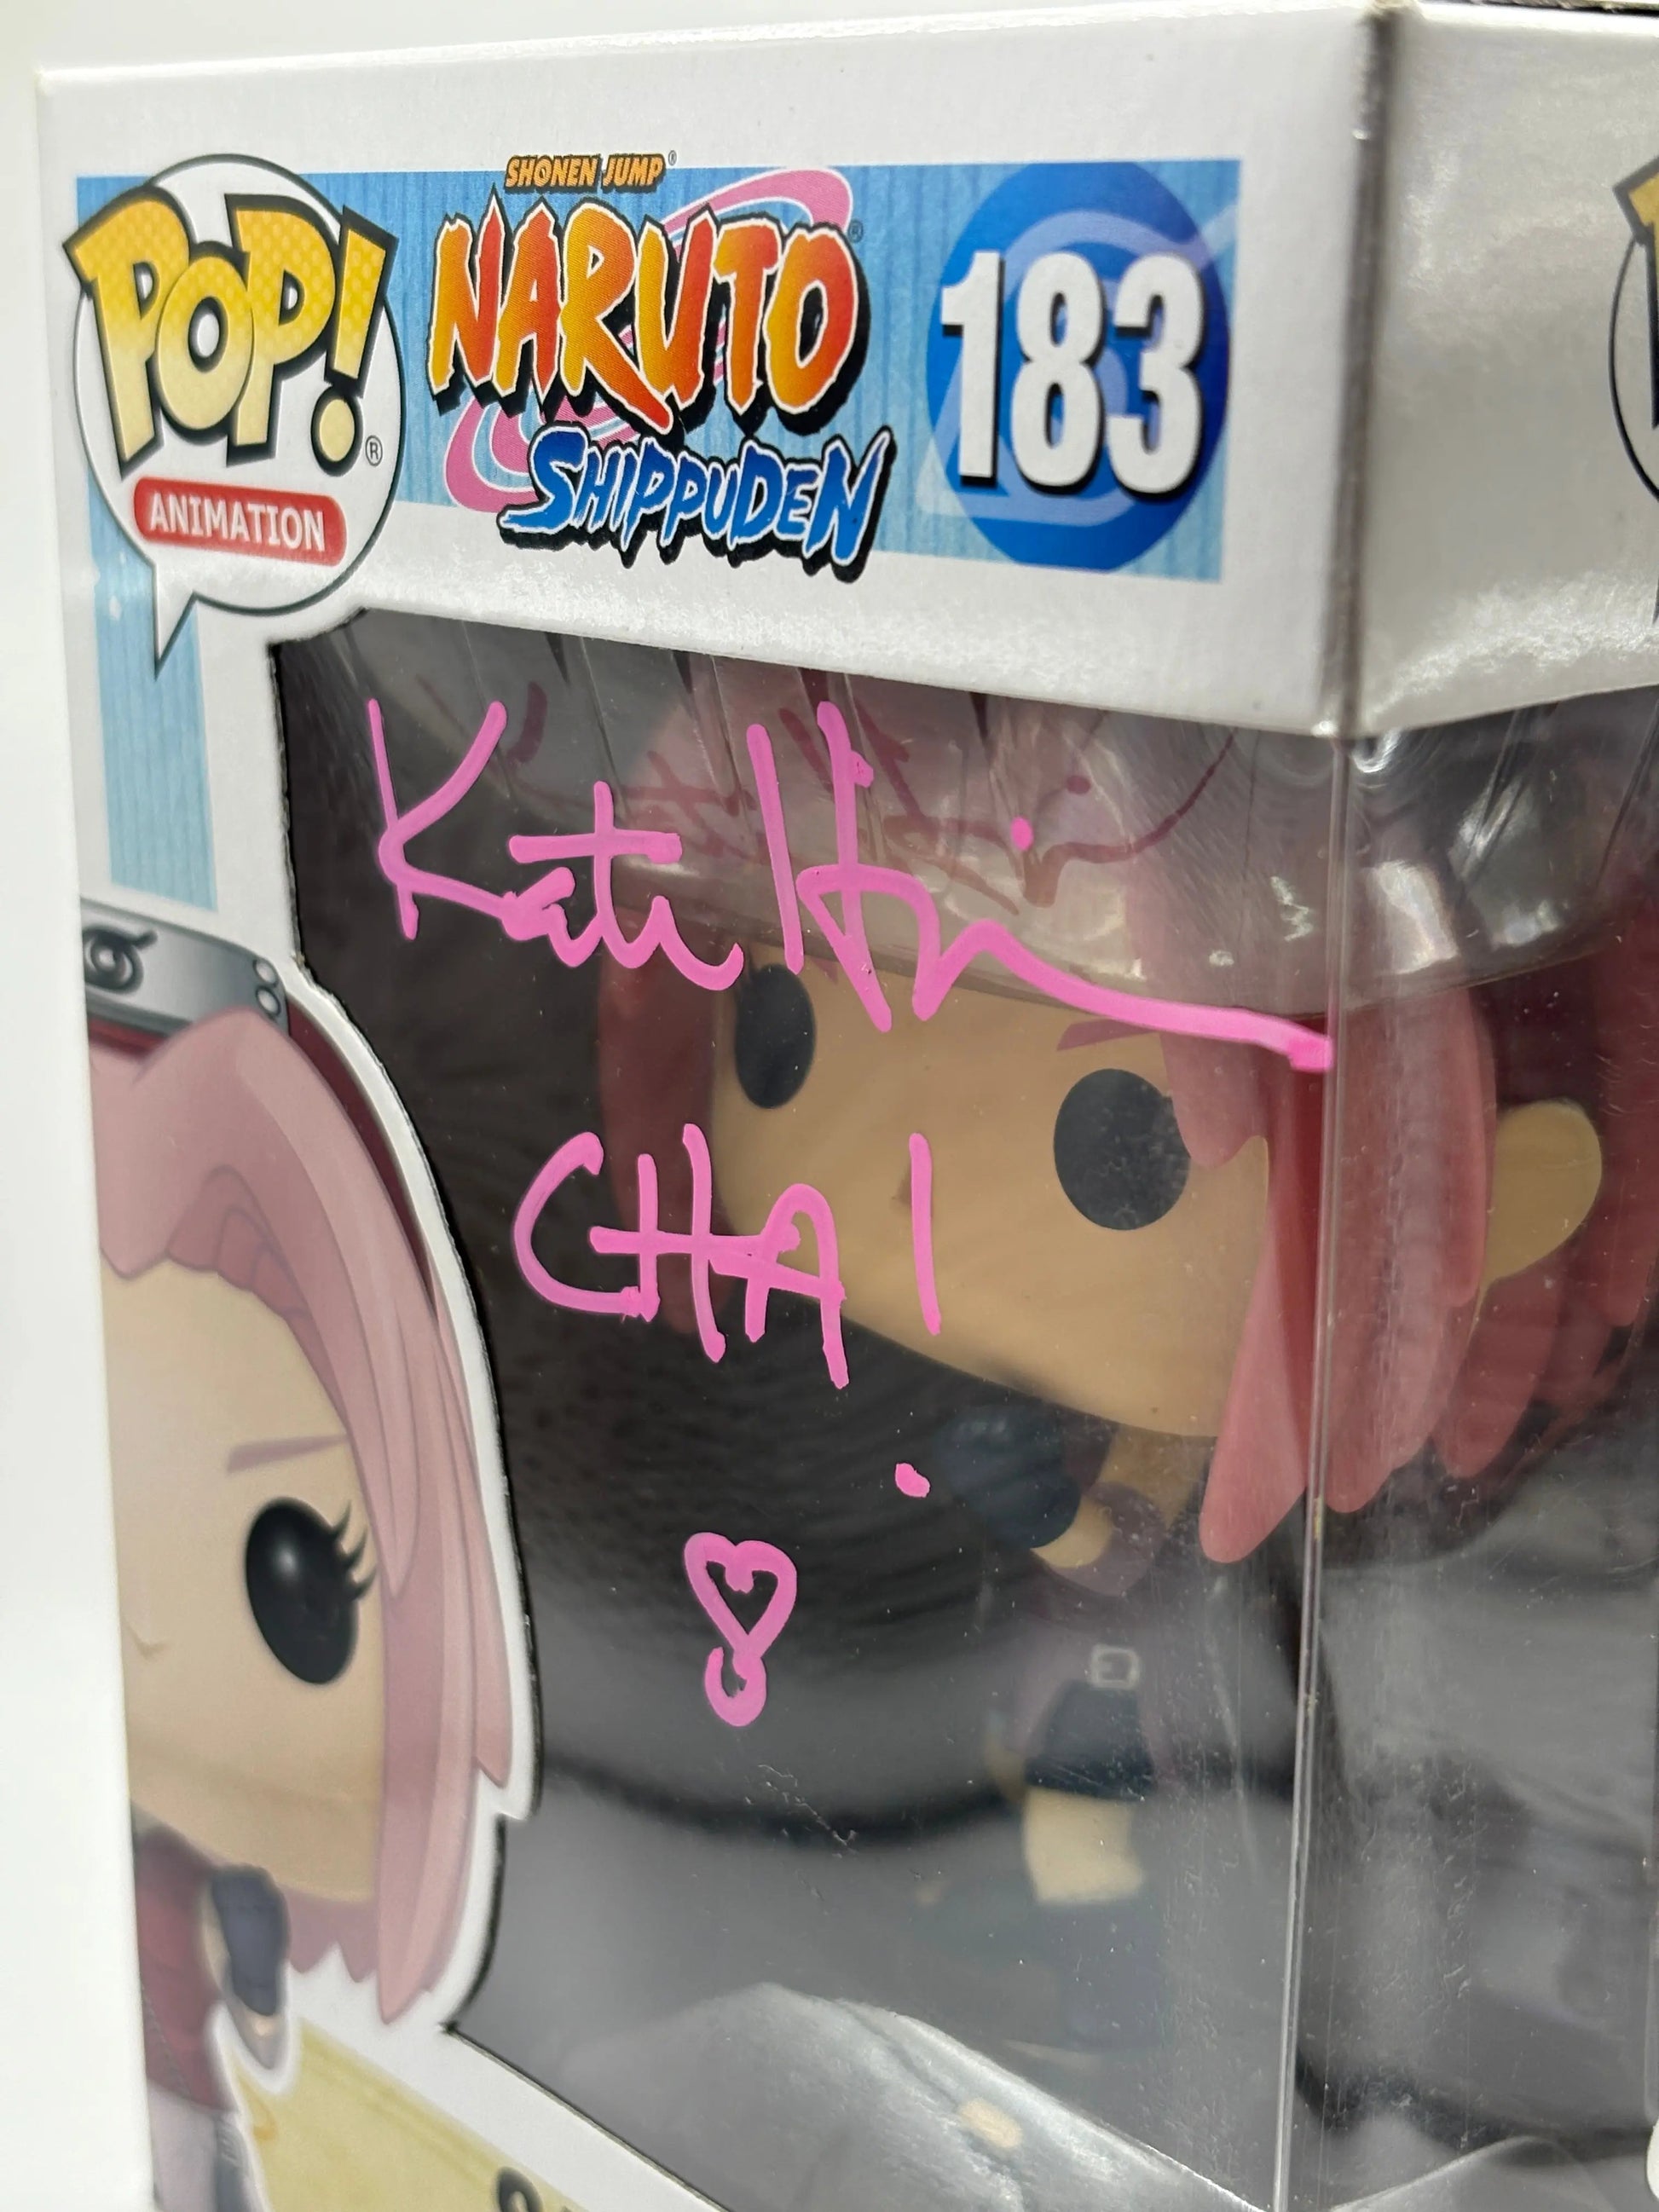 SHONEN JUMP®
POP!®
NARUTO®
183
SHIPPUDEN
ANIMATION
CHA!